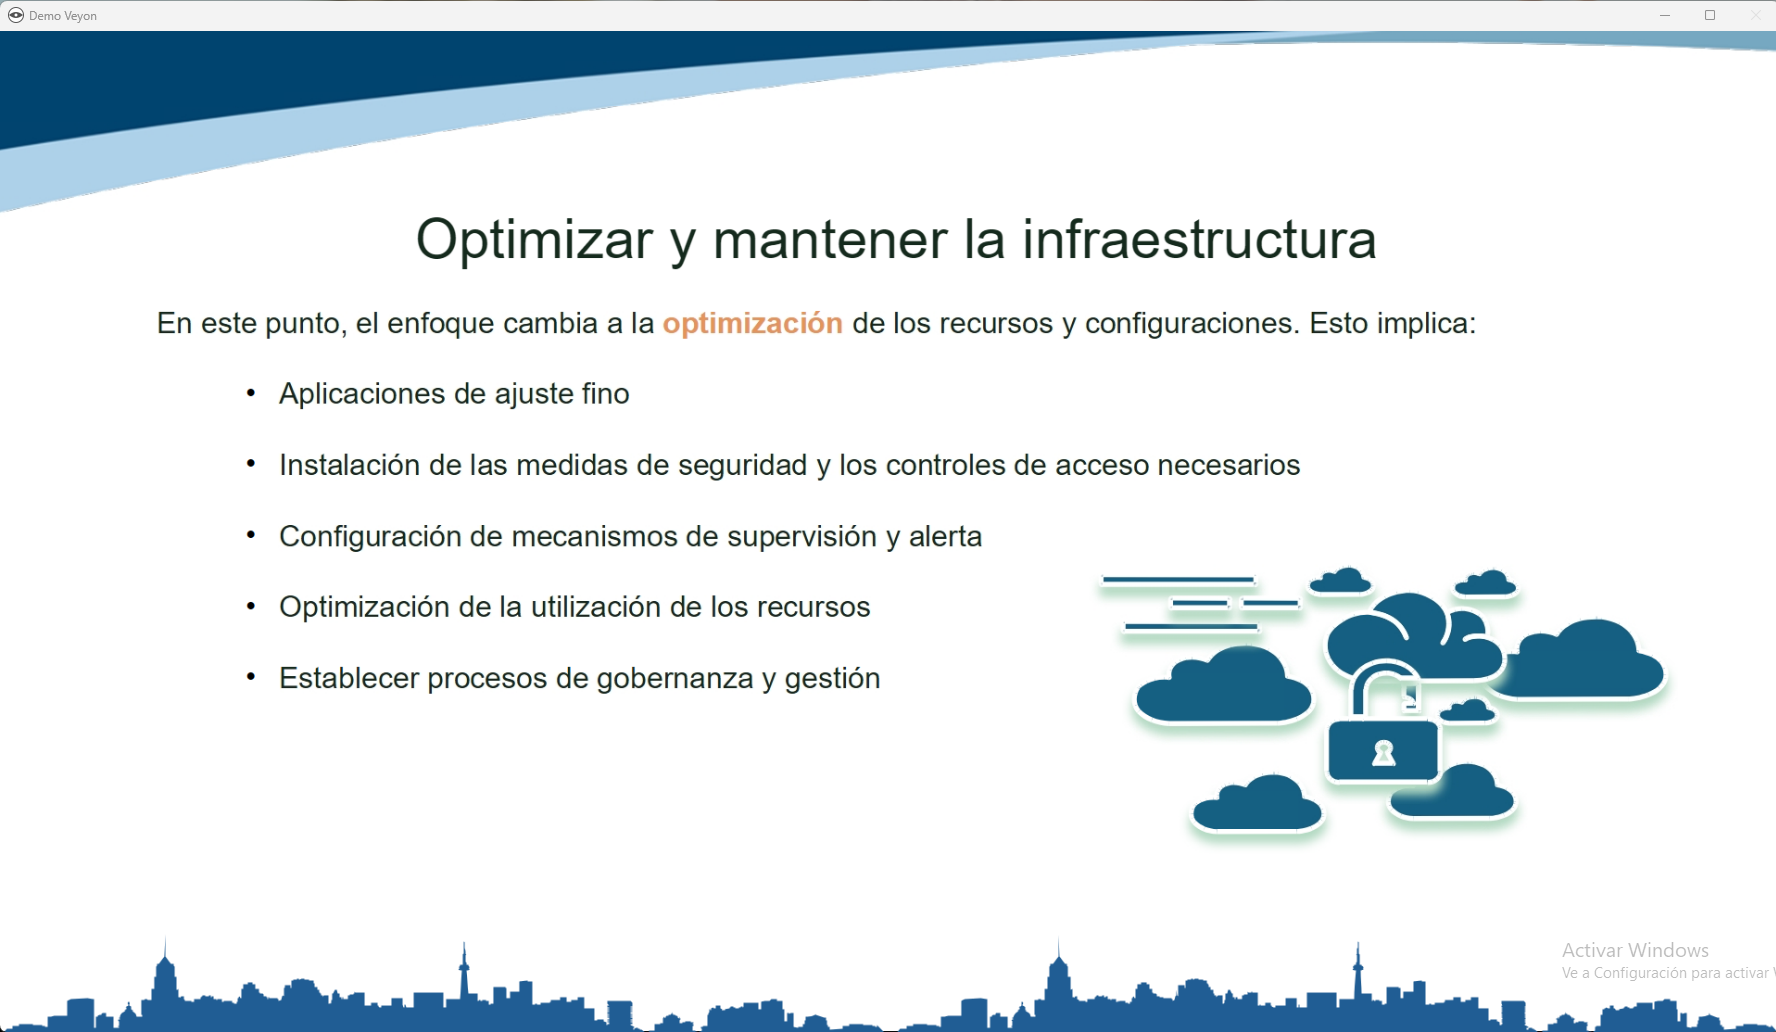 Demo Veyon
Optimizar y mantener la infraestructura
En este punto, el enfoque cambia a la optimización de los recursos y configuraciones. Esto implica:
• Aplicaciones de ajuste fino
• Instalación de las medidas de seguridad y los controles de acceso necesarios
• Configuración de mecanismos de supervisión y alerta
• Optimización de la utilización de los recursos
• Establecer procesos de gobernanza y gestión
Activar Windows
Ve a Configuración para activar